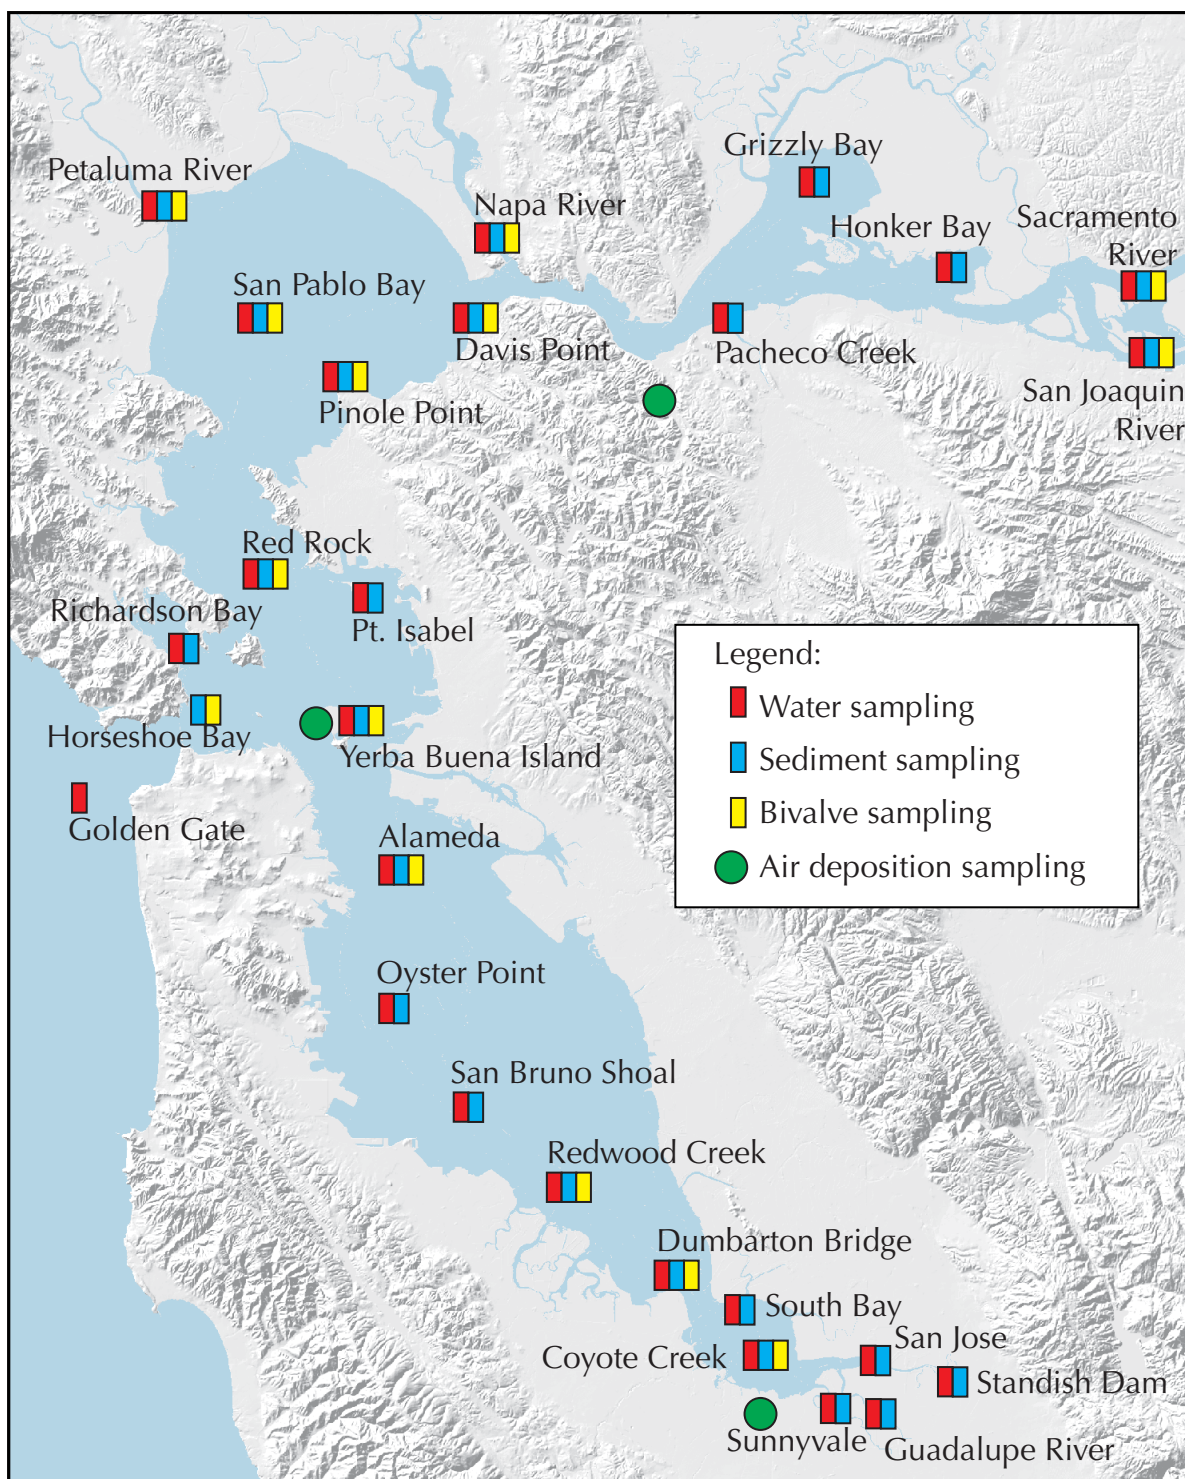 Grizzly Bay
Petaluma River
Napa River
Honker Bay
Sacramento
River
San Pablo Bay
Davis Point
Pacheco Creek
Pinole Point
San Joaquin
River
Red Rock
Richardson Bay
Pt. Isabel
Legend:
Water sampling
Sediment sampling
Bivalve sampling
Air deposition sampling
Horseshoe Bay
Yerba Buena Island
Golden Gate
Alameda
Oyster Point
San Bruno Shoal
Redwood Creek
Dumbarton Bridge
South Bay
San Jose
Coyote Creek
Standish Dam
Sunnyvale
Guadalupe River